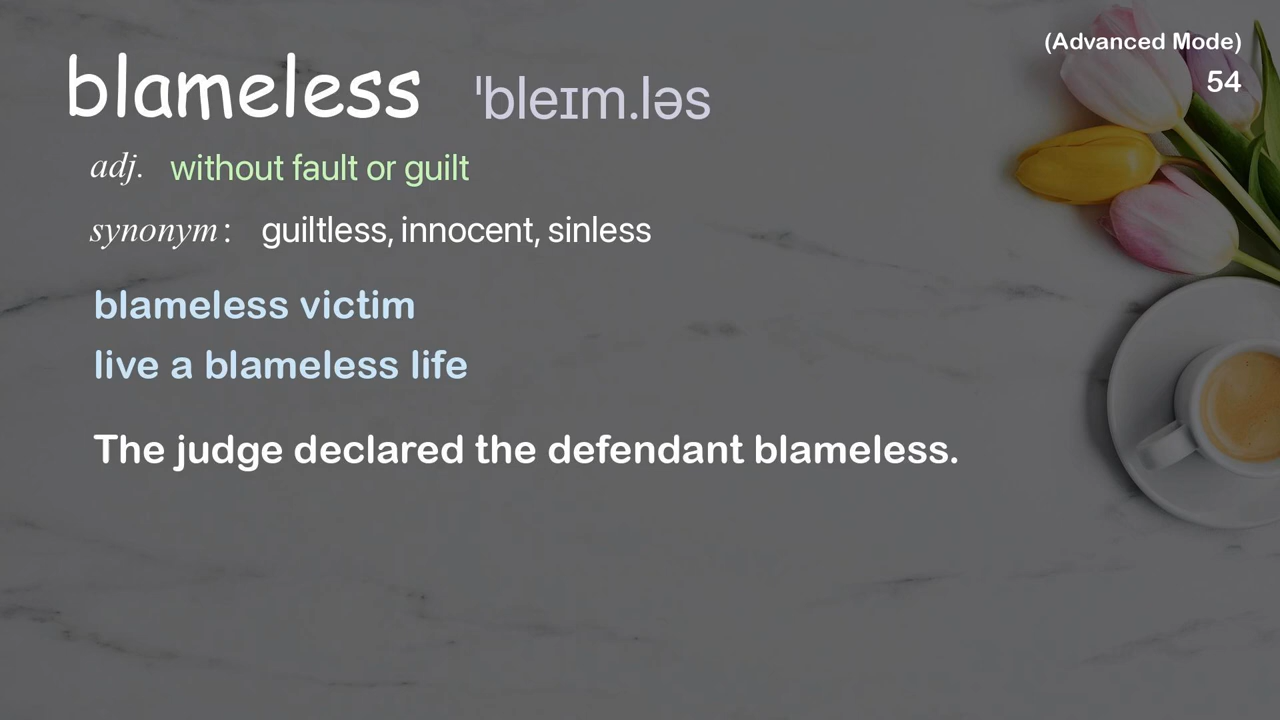 (Advanced Mode)
54
blameless ˈbleɪm.ləs
adj. without fault or guilt
synonym: guiltless, innocent, sinless
blameless victim
live a blameless life
The judge declared the defendant blameless.